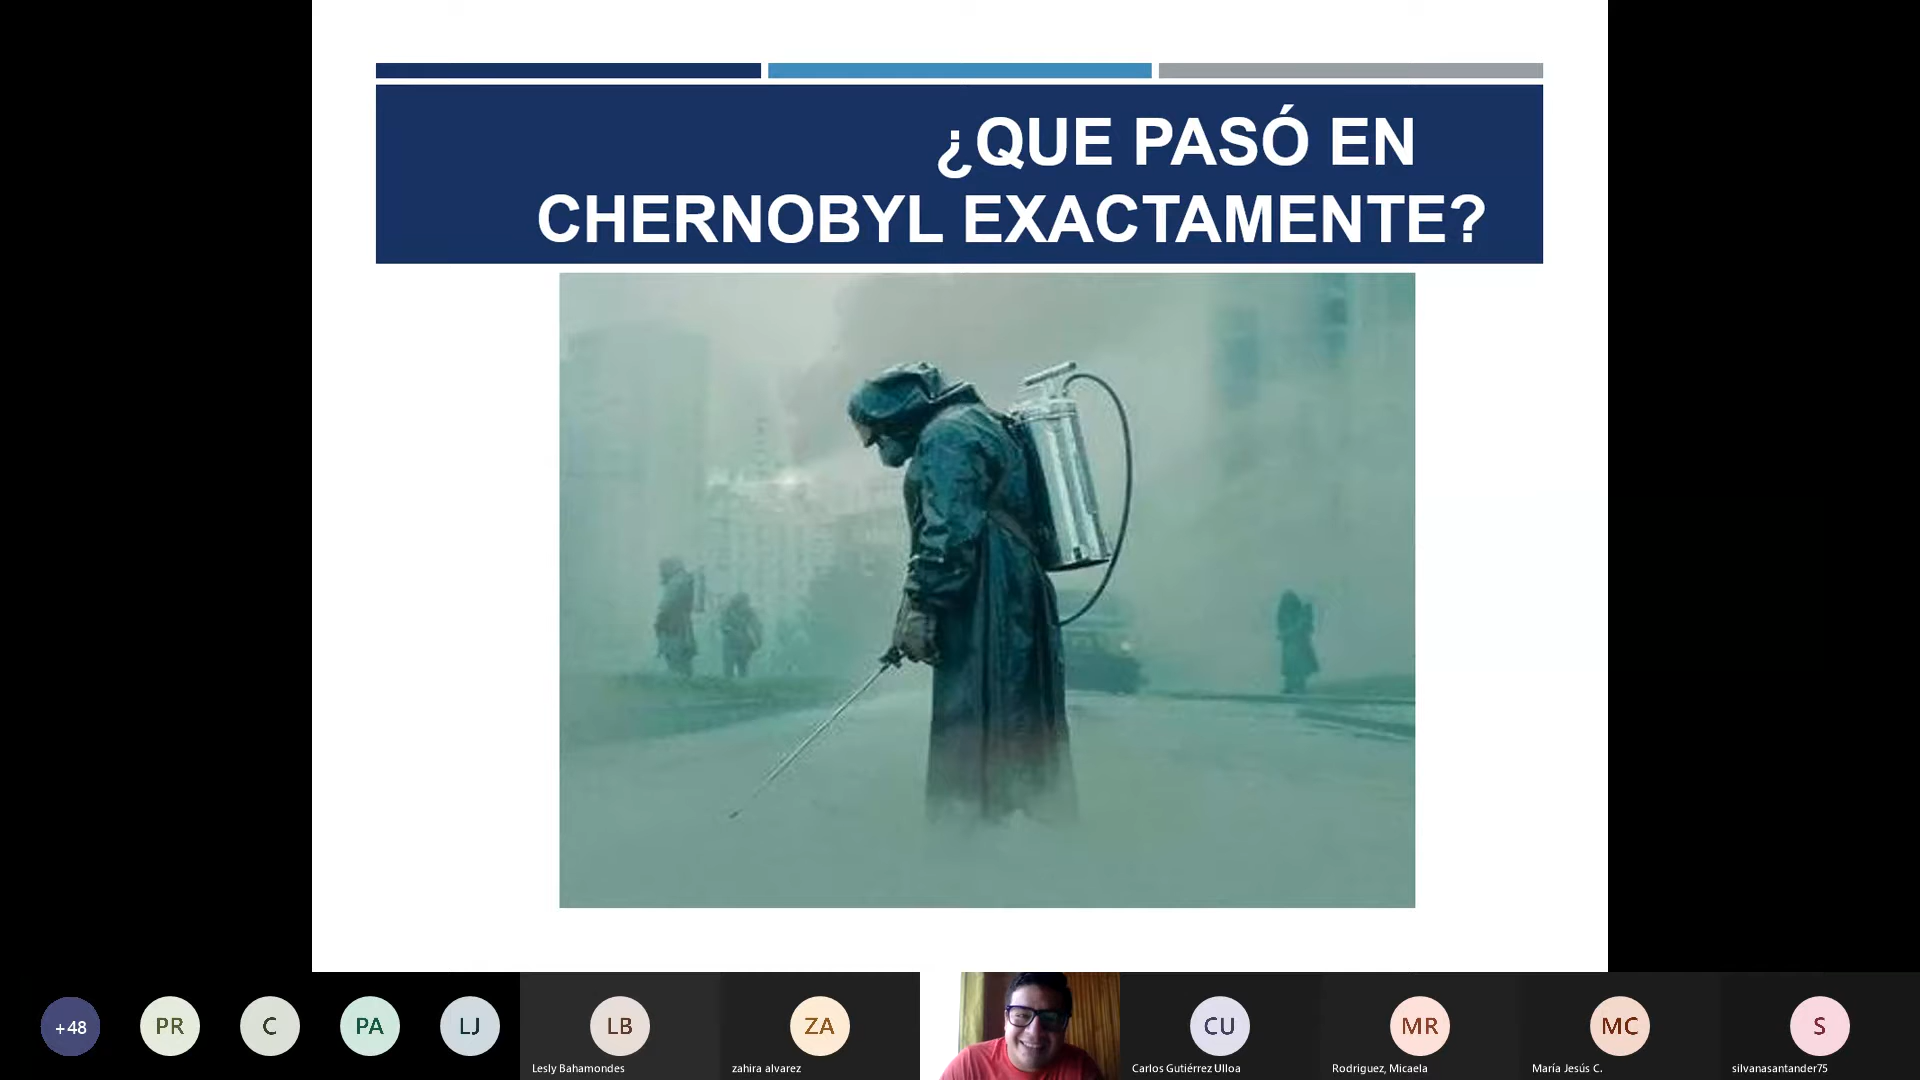 ¿QUE PASÓ EN
CHERNOBYL EXACTAMENTE?
+48
PR
C
PA
LJ
LB
ZA
CU
MR
MC
S
Lesly Bahamondes
zahira alvarez
Carlos Gutiérrez Ulloa
Rodriguez, Micaela
María Jesús C.
silvanasantander75